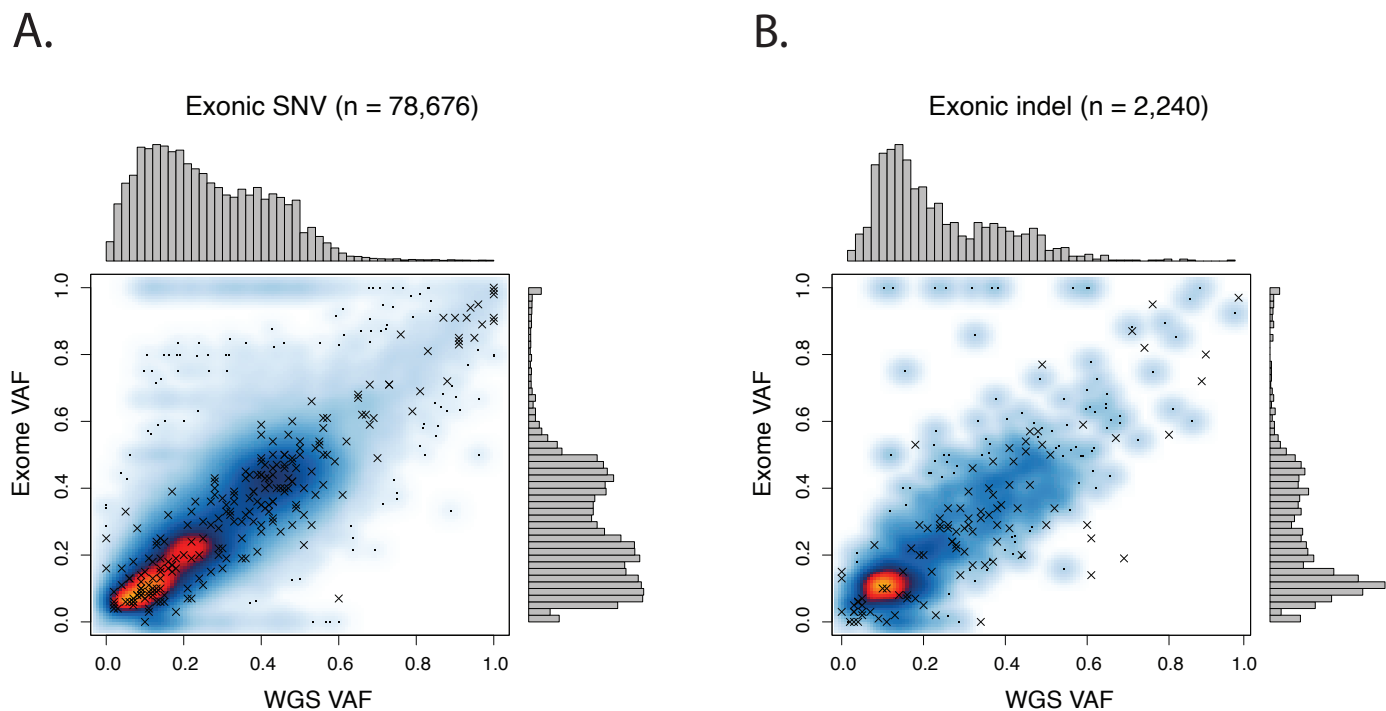 A.
B.
Exonic SNV (n = 78,676)
Exonic indel (n = 2,240)
Exome VAF
1.0
0.8
0.6
0.4
0.2
0.0
0.0 0.2 0.4 0.6 0.8 1.0
WGS VAF
Exome VAF
1.0
0.8
0.6
0.4
0.2
0.0
0.0 0.2 0.4 0.6 0.8 1.0
WGS VAF